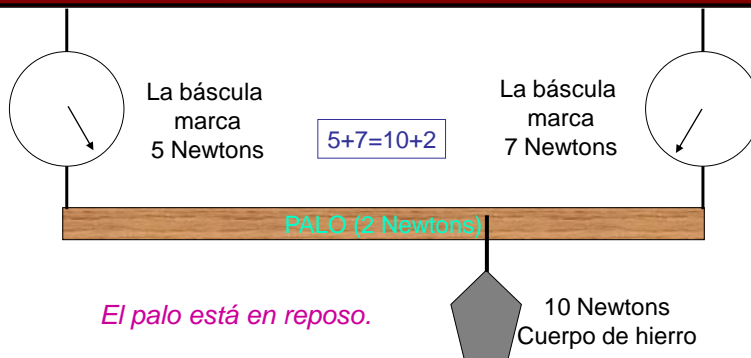 La báscula
marca
5 Newtons
5+7=10+2
La báscula
marca
7 Newtons
PALO (2 Newtons)
El palo está en reposo.
10 Newtons
Cuerpo de hierro